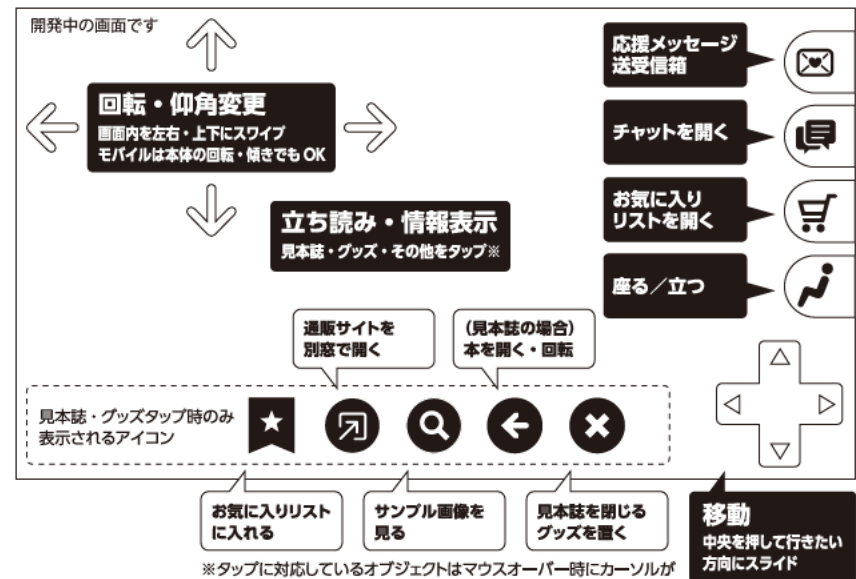 開発中の画面です
回転・仰角変更
画面内を左右・上下にスワイプ
モバイルは本体の回転・傾きでも OK
立ち読み・情報表示
見本誌・グッズ・その他をタップ※
応援メッセージ
送受信箱
チャットを開く
お気に入り
リストを開く
座る／立つ
通販サイトを
別窓で開く
(見本誌の場合)
本を開く・回転
見本誌・グッズタップ時のみ
表示されるアイコン
お気に入りリスト
に入れる
サンプル画像を
見る
見本誌を閉じる
グッズを置く
移動
中央を押して行きたい
方向にスライド
※タップに対応しているオブジェクトはマウスオーバー時にカーソルが